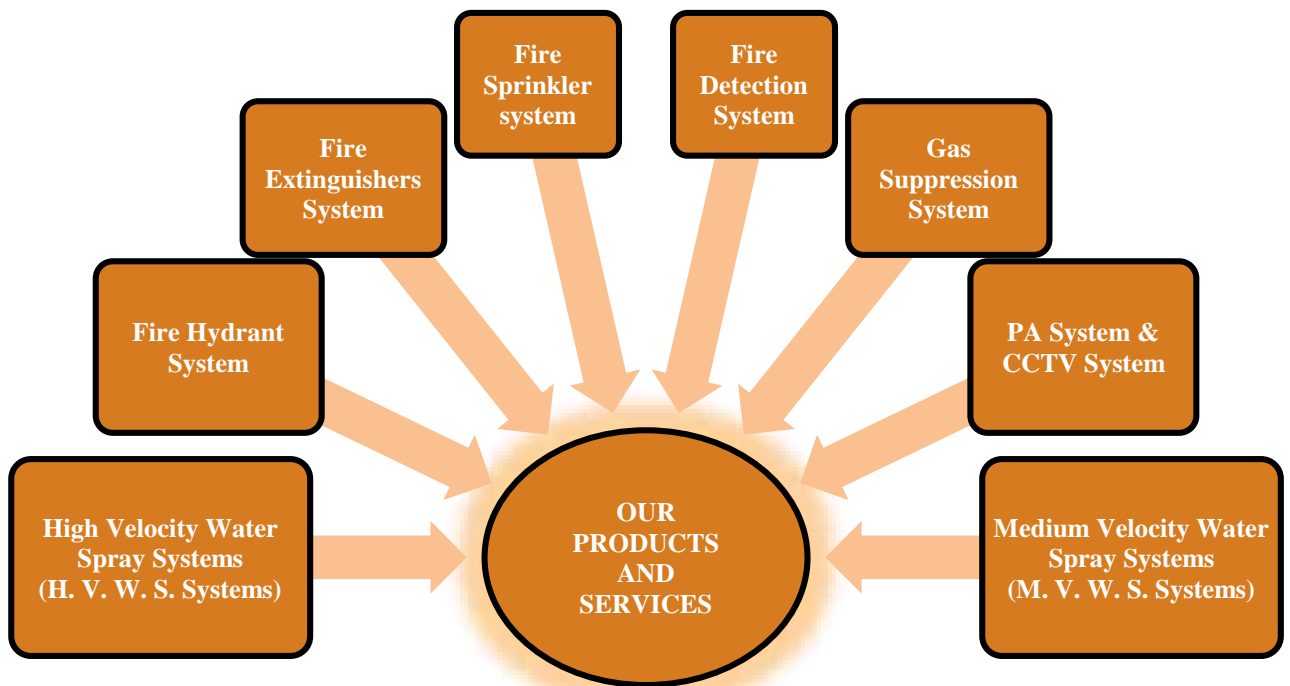 Fire
Sprinkler
system
Fire
Detection
System
Fire
Extinguishers
System
Gas
Suppression
System
Fire Hydrant
System
PA System &
CCTV System
High Velocity Water
Spray Systems
(H. V. W. S. Systems)
OUR
PRODUCTS
AND
SERVICES
Medium Velocity Water
Spray Systems
(M. V. W. S. Systems)